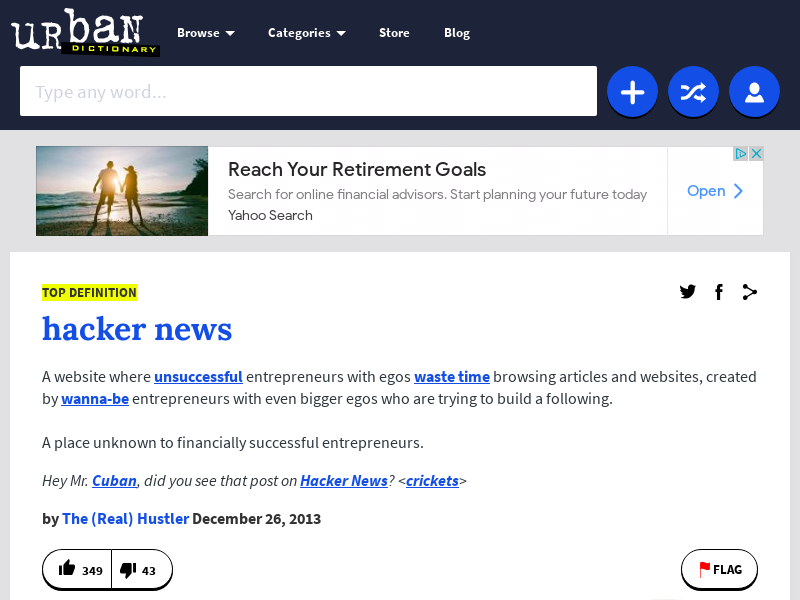 urban
DICTIONARY
Browse
Categories
Store
Blog
Type any word...
Reach Your Retirement Goals
Search for online financial advisors. Start planning your future today
Yahoo Search
Open
TOP DEFINITION
hacker news
A website where unsuccessful entrepreneurs with egos waste time browsing articles and websites, created
by wanna-be entrepreneurs with even bigger egos who are trying to build a following.
A place unknown to financially successful entrepreneurs.
Hey Mr. Cuban, did you see that post on Hacker News? <crickets>
by The (Real) Hustler December 26, 2013
349
43
FLAG